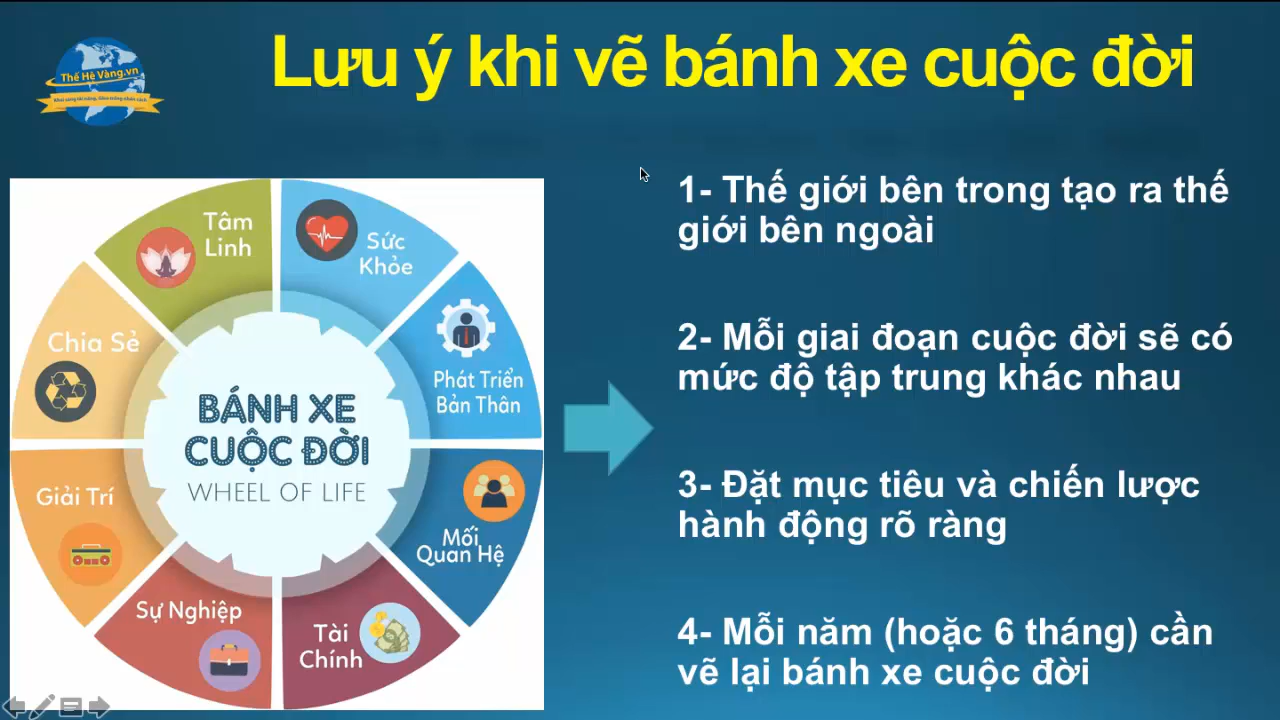 Lưu ý khi vẽ bánh xe cuộc đời
Thế Hệ Vàng.vn
1- Thế giới bên trong tạo ra thế
giới bên ngoài
2- Mỗi giai đoạn cuộc đời sẽ có
mức độ tập trung khác nhau
3- Đặt mục tiêu và chiến lược
hành động rõ ràng
4- Mỗi năm (hoặc 6 tháng) cần
vẽ lại bánh xe cuộc đời
Tâm
Linh
Sức
Khỏe
Phát Triển
Bản Thân
Mối
Quan Hệ
Tài
Chính
Sự Nghiệp
Giải Trí
Chia Sẻ
BÁNH XE
CUỘC ĐỜI
WHEEL OF LIFE